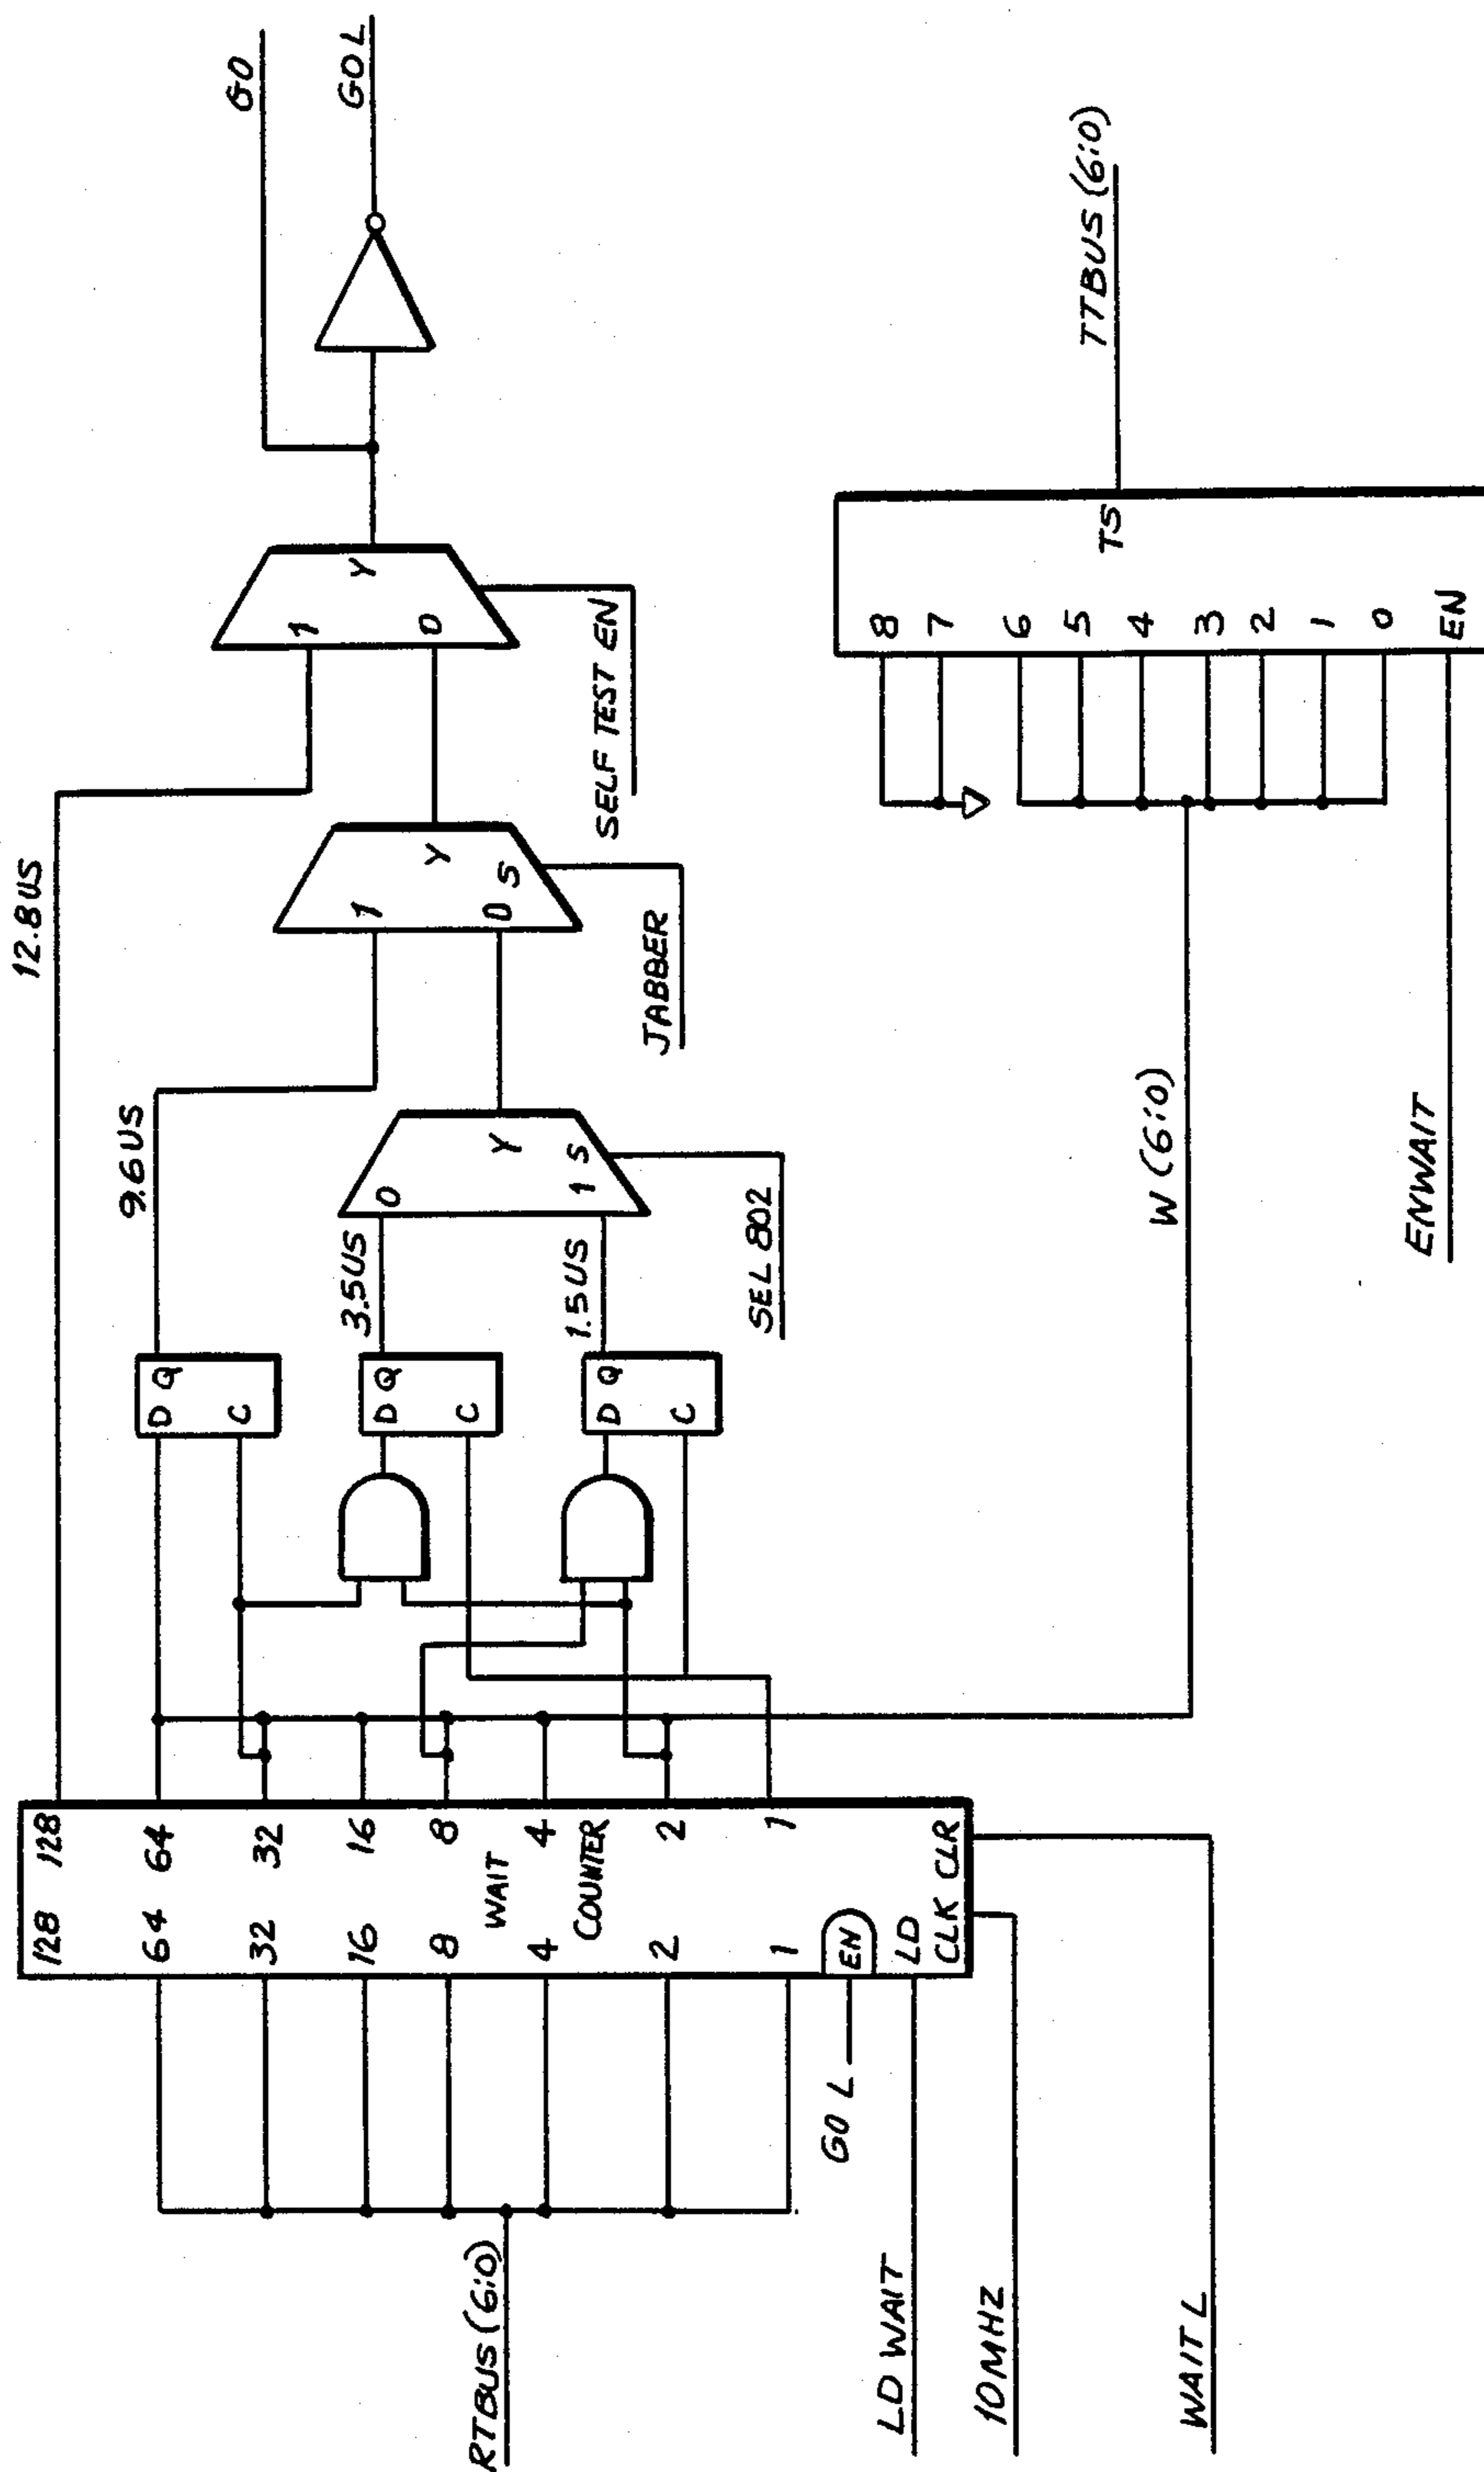 RTBUS (6:0)
LD WAIT
10MHZ
WAIT L
GO L
128 128
64 64
32 32
16 16
8 8
WAIT
4 4
COUNTER
2 2
1 1
EN
LD
CLK CLR
12.8US
9.6US
D Q
C
3.5US
D Q
C
1.5US
D Q
C
0
Y
1 S
SEL 802
1
Y
0 S
JABBER
1
Y
0
SELF TEST EN
GO
GO L
W (6:0)
ENWAIT
8
7
6
5
4
3
2
1
0
EN
TS
TTBUS (6:0)